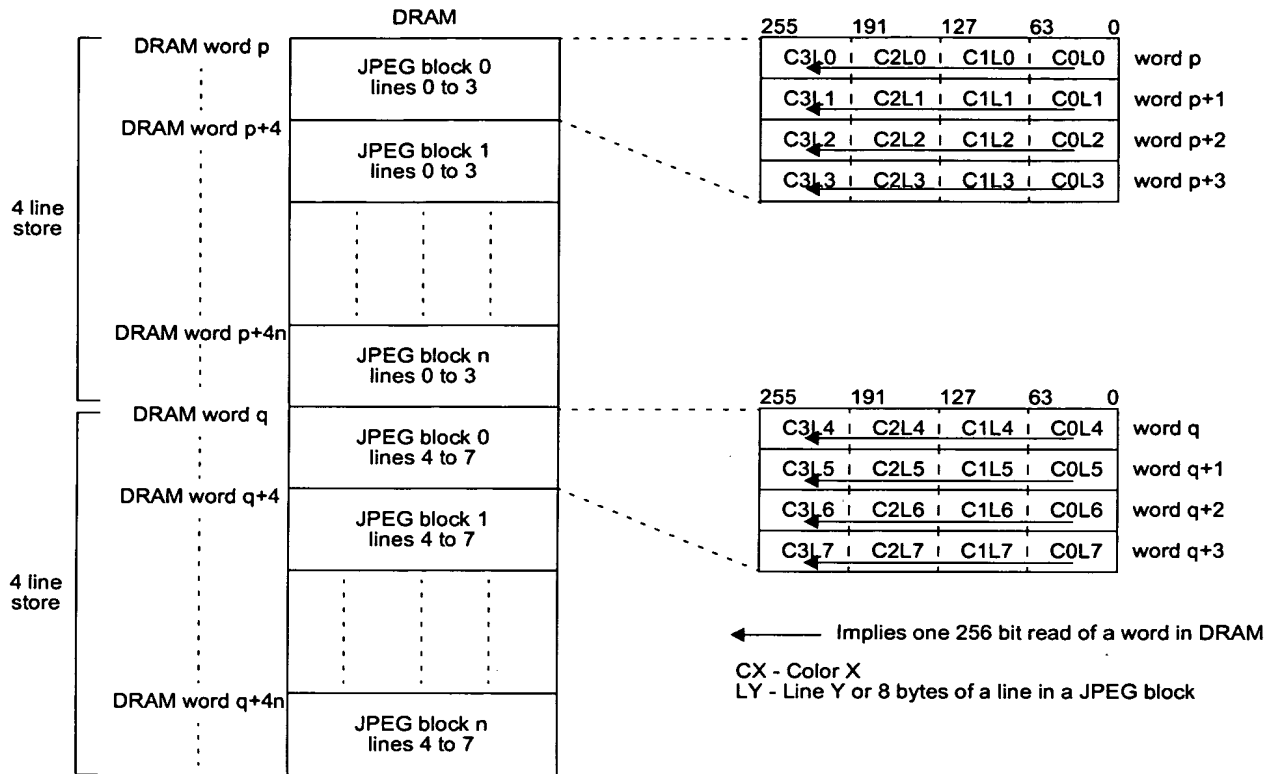 DRAM
4 line
store
DRAM word p
DRAM word p+4
DRAM word p+4n
JPEG block 0
lines 0 to 3
JPEG block 1
lines 0 to 3
JPEG block n
lines 0 to 3
255 191 127 63 0
C3L0 C2L0 C1L0 C0L0 word p
C3L1 C2L1 C1L1 C0L1 word p+1
C3L2 C2L2 C1L2 C0L2 word p+2
C3L3 C2L3 C1L3 C0L3 word p+3
4 line
store
DRAM word q
DRAM word q+4
DRAM word q+4n
JPEG block 0
lines 4 to 7
JPEG block 1
lines 4 to 7
JPEG block n
lines 4 to 7
255 191 127 63 0
C3L4 C2L4 C1L4 C0L4 word q
C3L5 C2L5 C1L5 C0L5 word q+1
C3L6 C2L6 C1L6 C0L6 word q+2
C3L7 C2L7 C1L7 C0L7 word q+3
Implies one 256 bit read of a word in DRAM
CX - Color X
LY - Line Y or 8 bytes of a line in a JPEG block